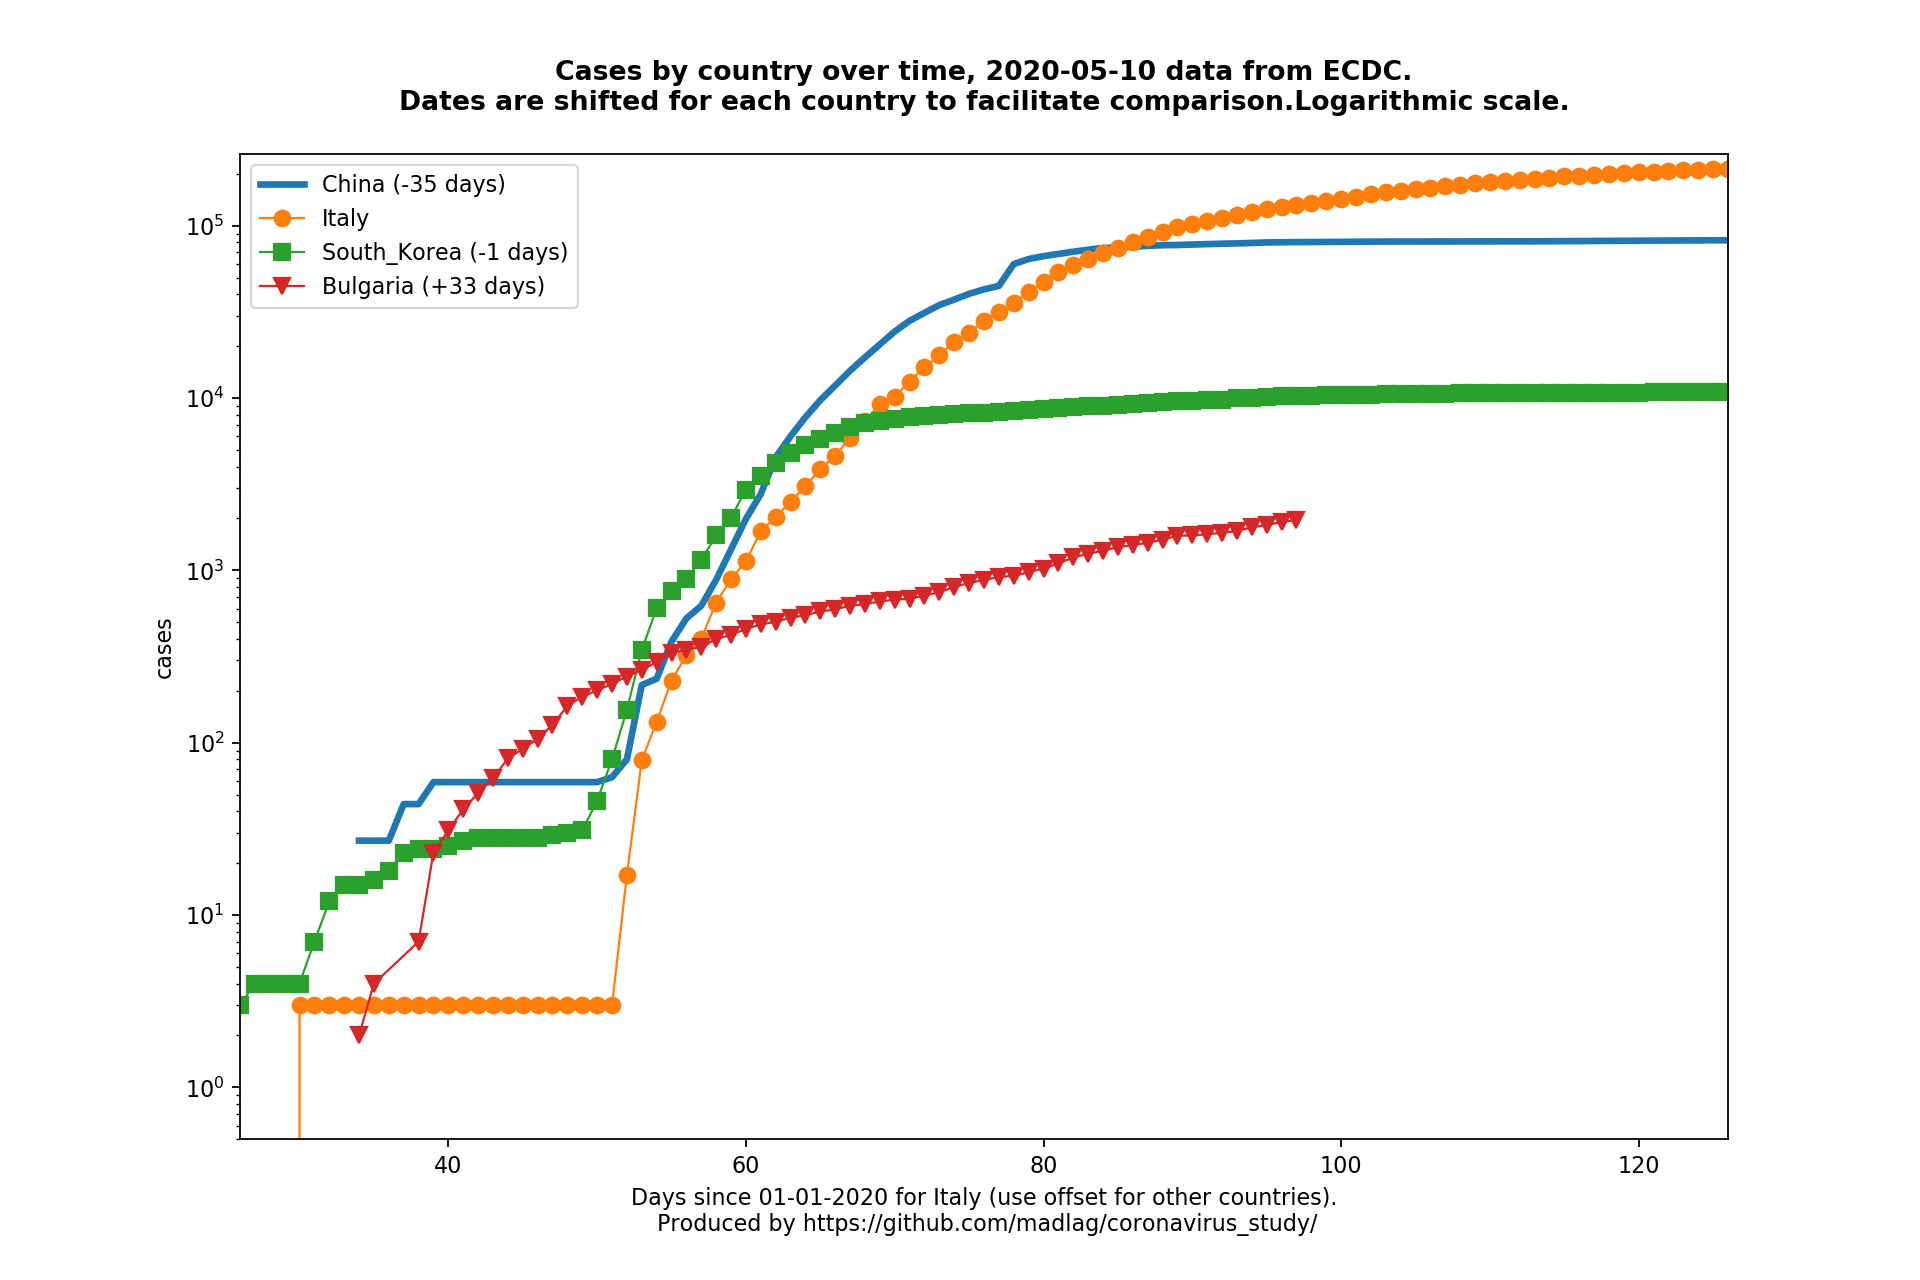 Cases by country over time, 2020-05-10 data from ECDC.
Dates are shifted for each country to facilitate comparison.Logarithmic scale.
China (-35 days)
Italy
South_Korea (-1 days)
Bulgaria (+33 days)
10^5
10^4
10^3
10^2
10^1
10^0
cases
40 60 80 100 120
Days since 01-01-2020 for Italy (use offset for other countries).
Produced by https://github.com/madlag/coronavirus_study/